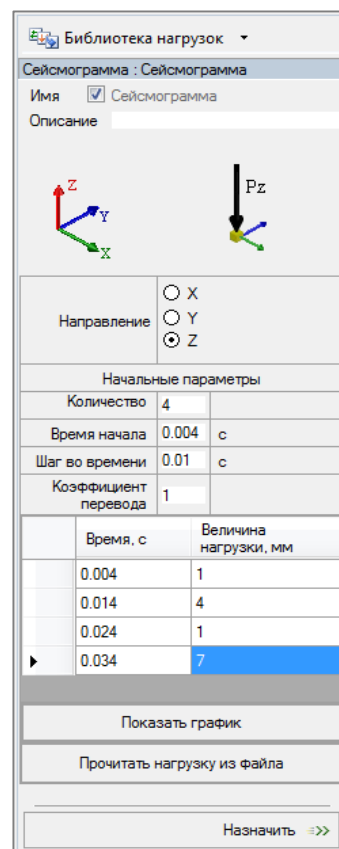 Библиотека нагрузок
Сейсмограмма : Сейсмограмма
Имя Сейсмограмма
Описание
Z
Y
X
Pz
Направление
X
Y
Z
Начальные параметры
Количество 4
Время начала 0.004 с
Шаг во времени 0.01 с
Коэффициент
перевода 1
Время, с Величина
нагрузки, мм
0.004 1
0.014 4
0.024 1
0.034 7
Показать график
Прочитать нагрузку из файла
Назначить